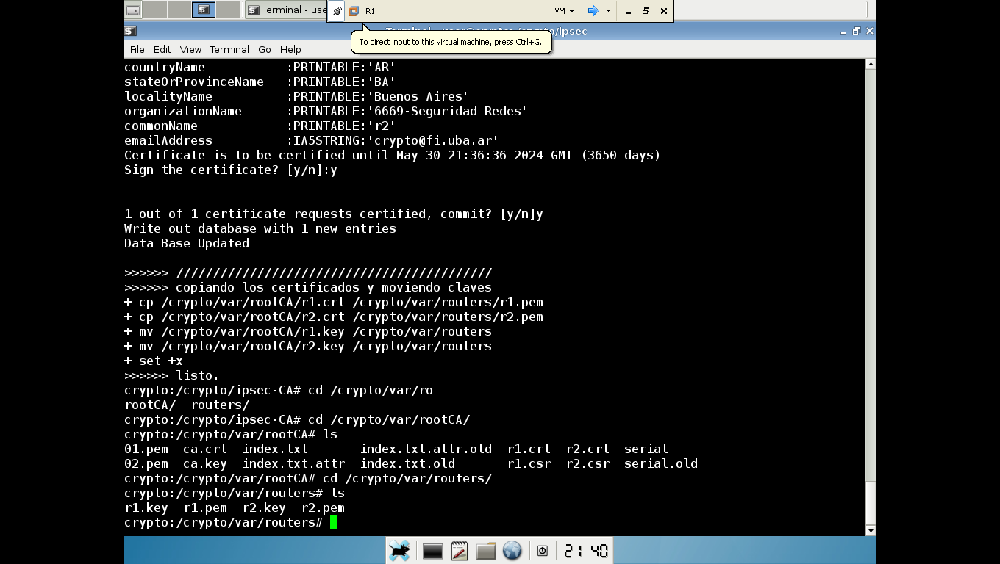 Terminal - use
R1
VM
Terminal - user@crypto: /crypto/ipsec
To direct input to this virtual machine, press Ctrl+G.
File Edit View Terminal Go Help
countryName           :PRINTABLE:'AR'
stateOrProvinceName   :PRINTABLE:'BA'
localityName          :PRINTABLE:'Buenos Aires'
organizationName      :PRINTABLE:'6669-Seguridad Redes'
commonName            :PRINTABLE:'r2'
emailAddress          :IA5STRING:'crypto@fi.uba.ar'
Certificate is to be certified until May 30 21:36:36 2024 GMT (3650 days)
Sign the certificate? [y/n]:y
1 out of 1 certificate requests certified, commit? [y/n]y
Write out database with 1 new entries
Data Base Updated
>>>>>> ///////////////////////////////////////////
>>>>>> copiando los certificados y moviendo claves
+ cp /crypto/var/rootCA/r1.crt /crypto/var/routers/r1.pem
+ cp /crypto/var/rootCA/r2.crt /crypto/var/routers/r2.pem
+ mv /crypto/var/rootCA/r1.key /crypto/var/routers
+ mv /crypto/var/rootCA/r2.key /crypto/var/routers
+ set +x
>>>>>> listo.
crypto:/crypto/ipsec-CA# cd /crypto/var/ro
rootCA/  routers/
crypto:/crypto/ipsec-CA# cd /crypto/var/rootCA/
crypto:/crypto/var/rootCA# ls
01.pem  ca.crt  index.txt       index.txt.attr.old  r1.crt  r2.crt  serial
02.pem  ca.key  index.txt.attr  index.txt.old       r1.csr  r2.csr  serial.old
crypto:/crypto/var/rootCA# cd /crypto/var/routers/
crypto:/crypto/var/routers# ls
r1.key  r1.pem  r2.key  r2.pem
crypto:/crypto/var/routers#
21 40